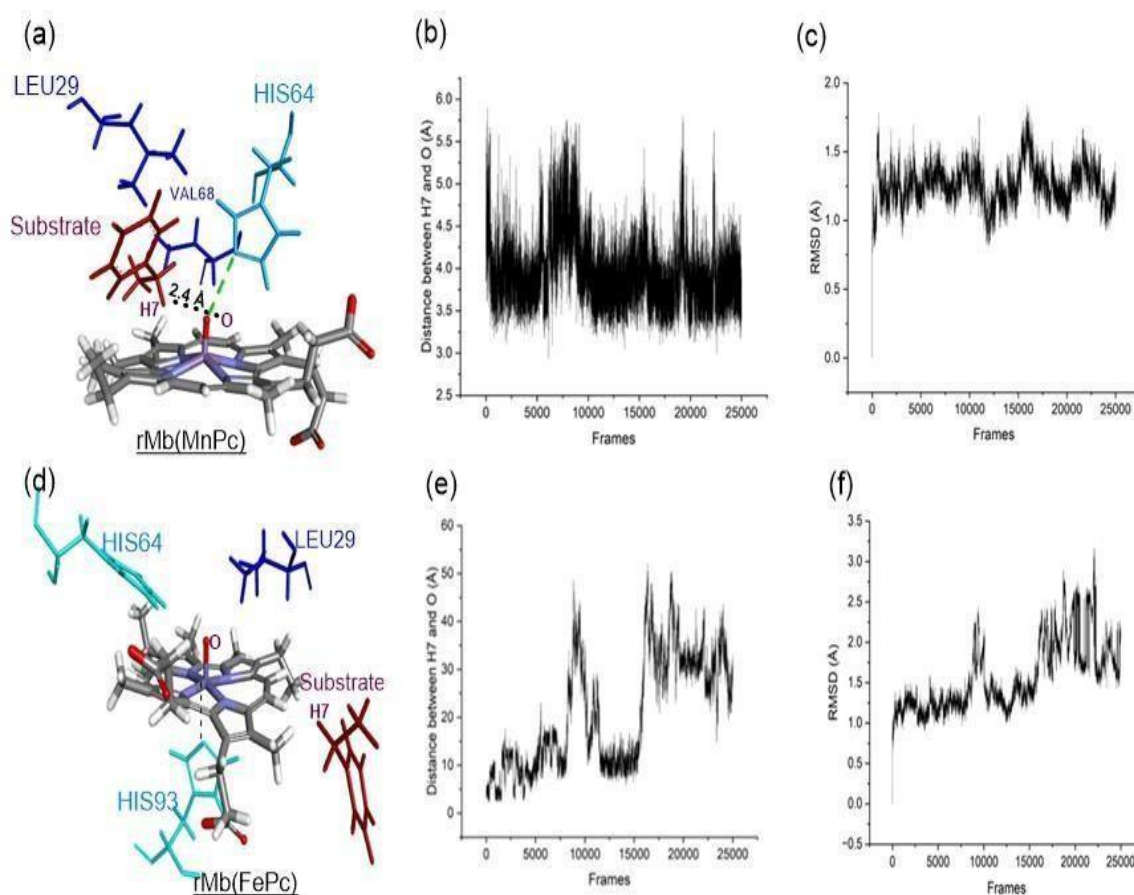 (a)
LEU29
HIS64
VAL68
Substrate
2.4 Å
H7
O
rMb(MnPc)
(b)
Distance between H7 and O (Å)
6.0
5.5
5.0
4.5
4.0
3.5
3.0
2.5
0 5000 10000 15000 20000 25000
Frames
(c)
RMSD (Å)
2.0
1.5
1.0
0.5
0.0
0 5000 10000 15000 20000 25000
Frames
(d)
HIS64
LEU29
O
Substrate
H7
HIS93
rMb(FePc)
(e)
Distance between H7 and O (Å)
60
50
40
30
20
10
0
0 5000 10000 15000 20000 25000
Frames
(f)
RMSD (Å)
3.5
3.0
2.5
2.0
1.5
1.0
0.5
0.0
-0.5
0 5000 10000 15000 20000 25000
Frames